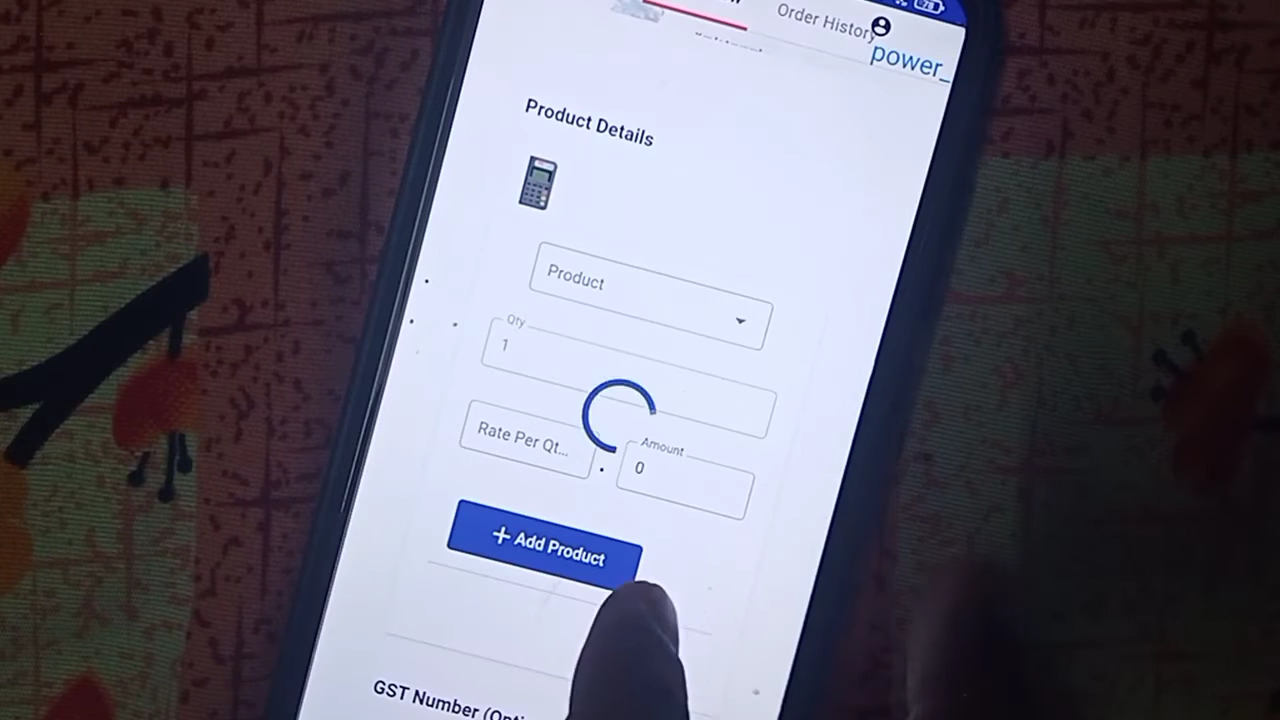 Order History
power_
Product Details
Product
Qty
1
Rate Per Qt...
Amount
0
+ Add Product
GST Number